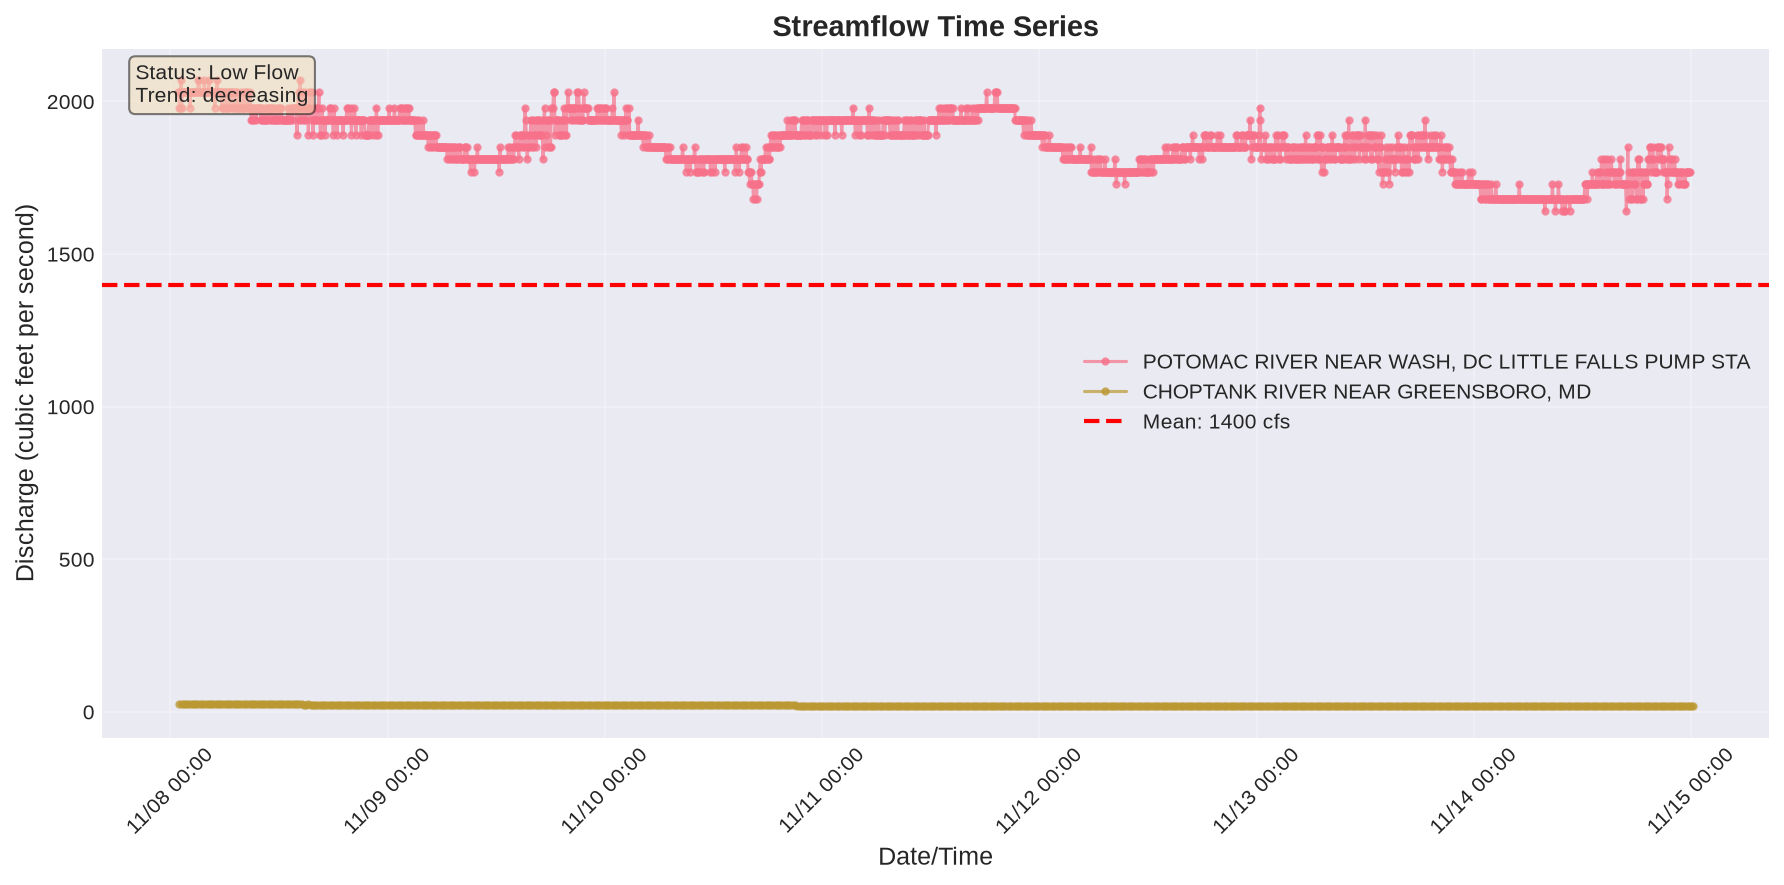 Streamflow Time Series
Status: Low Flow
Trend: decreasing
Discharge (cubic feet per second)
2000
1500
1000
500
0
POTOMAC RIVER NEAR WASH, DC LITTLE FALLS PUMP STA
CHOPTANK RIVER NEAR GREENSBORO, MD
Mean: 1400 cfs
11/08 00:00
11/09 00:00
11/10 00:00
11/11 00:00
11/12 00:00
11/13 00:00
11/14 00:00
11/15 00:00
Date/Time